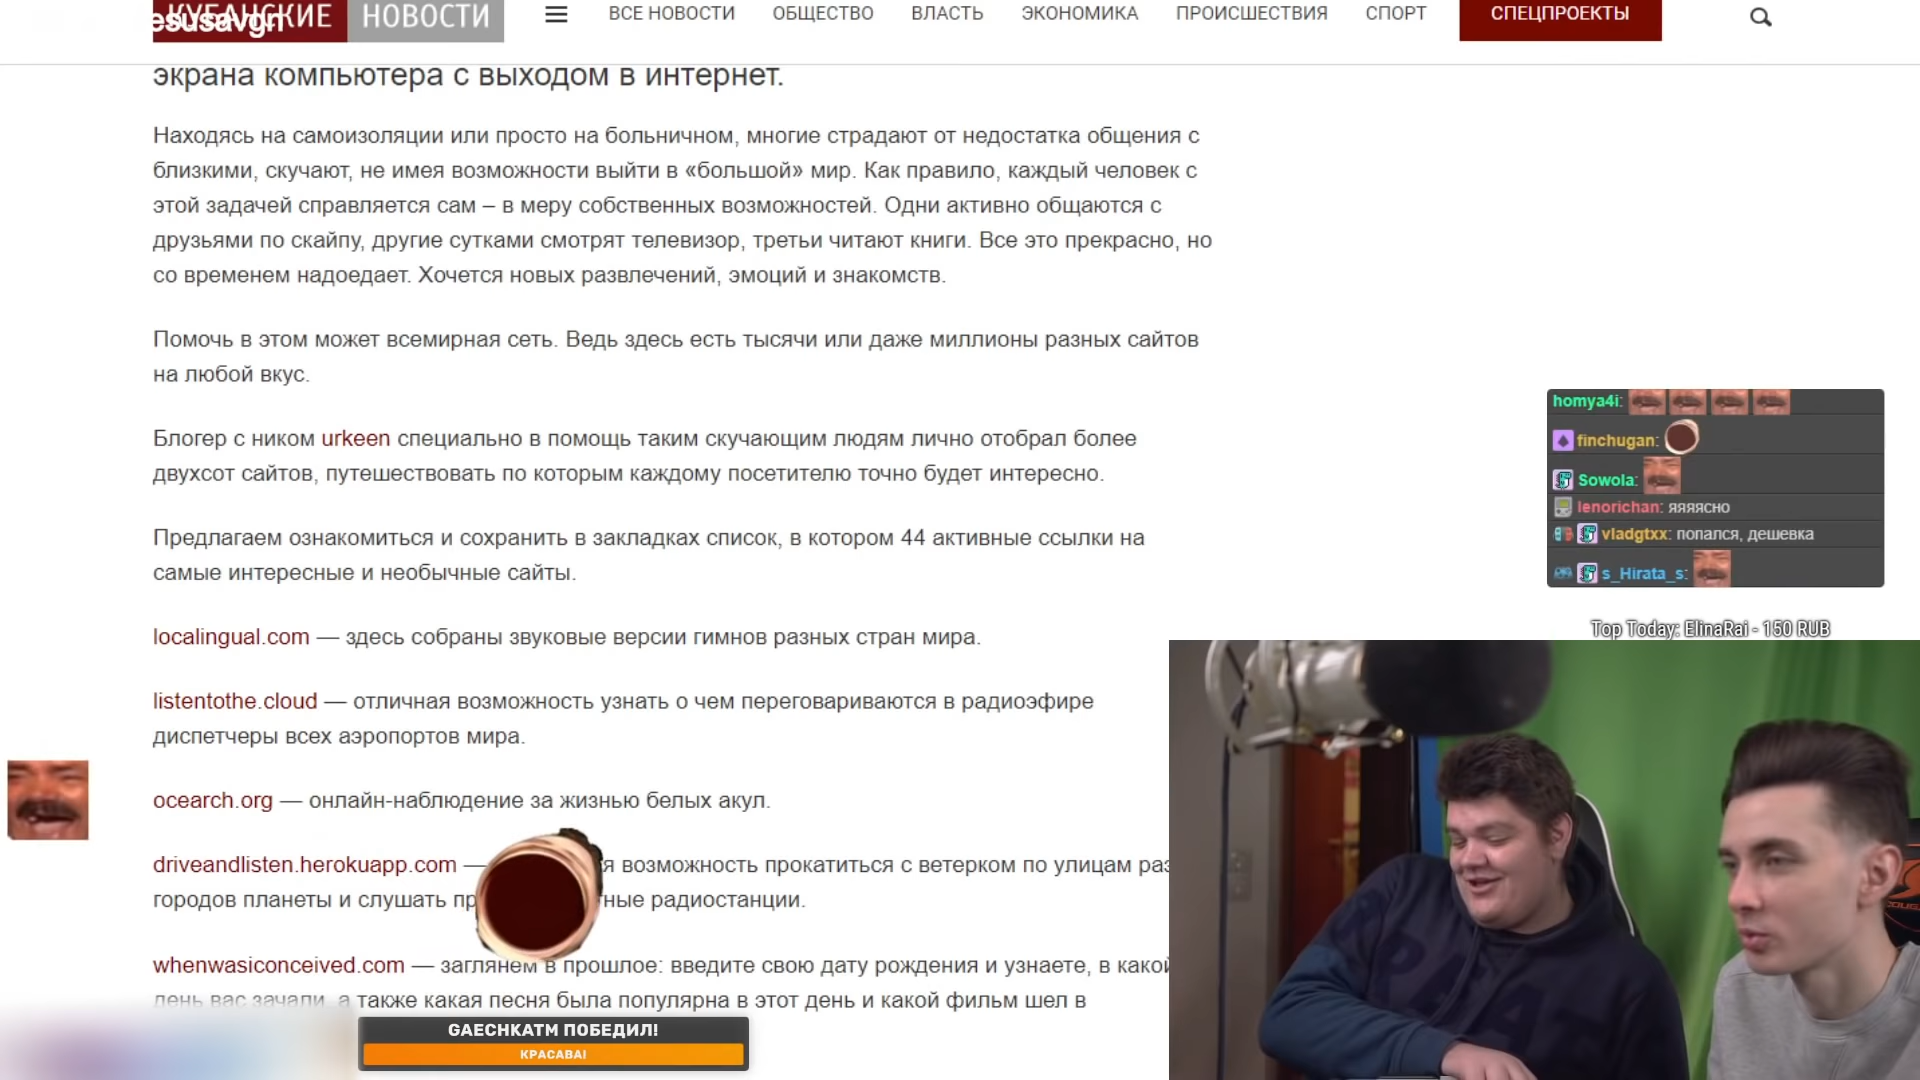 КУБАНСКИЕ НОВОСТИ
esusavgn
ВСЕ НОВОСТИ ОБЩЕСТВО ВЛАСТЬ ЭКОНОМИКА ПРОИСШЕСТВИЯ СПОРТ СПЕЦПРОЕКТЫ
экрана компьютера с выходом в интернет.
Находясь на самоизоляции или просто на больничном, многие страдают от недостатка общения с
близкими, скучают, не имея возможности выйти в «большой» мир. Как правило, каждый человек с
этой задачей справляется сам – в меру собственных возможностей. Одни активно общаются с
друзьями по скайпу, другие сутками смотрят телевизор, третьи читают книги. Все это прекрасно, но
со временем надоедает. Хочется новых развлечений, эмоций и знакомств.
Помочь в этом может всемирная сеть. Ведь здесь есть тысячи или даже миллионы разных сайтов
на любой вкус.
Блогер с ником urkeen специально в помощь таким скучающим людям лично отобрал более
двухсот сайтов, путешествовать по которым каждому посетителю точно будет интересно.
Предлагаем ознакомиться и сохранить в закладках список, в котором 44 активные ссылки на
самые интересные и необычные сайты.
localingual.com — здесь собраны звуковые версии гимнов разных стран мира.
listentothe.cloud — отличная возможность узнать о чем переговариваются в радиоэфире
диспетчеры всех аэропортов мира.
ocearch.org — онлайн-наблюдение за жизнью белых акул.
driveandlisten.herokuapp.com — я возможность прокатиться с ветерком по улицам раз
городов планеты и слушать пр ные радиостанции.
whenwasiconceived.com — заглянем в прошлое: введите свою дату рождения и узнаете, в какой
день вас зачали, а также какая песня была популярна в этот день и какой фильм шел в
GAECHKATM ПОБЕДИЛ!
КРАСАВА!
homya4i:
finchugan:
Sowola:
lenorichan: яяяясно
vladgtxx: попался, дешевка
s_Hirata_s:
Top Today: ElinaRai - 150 RUB